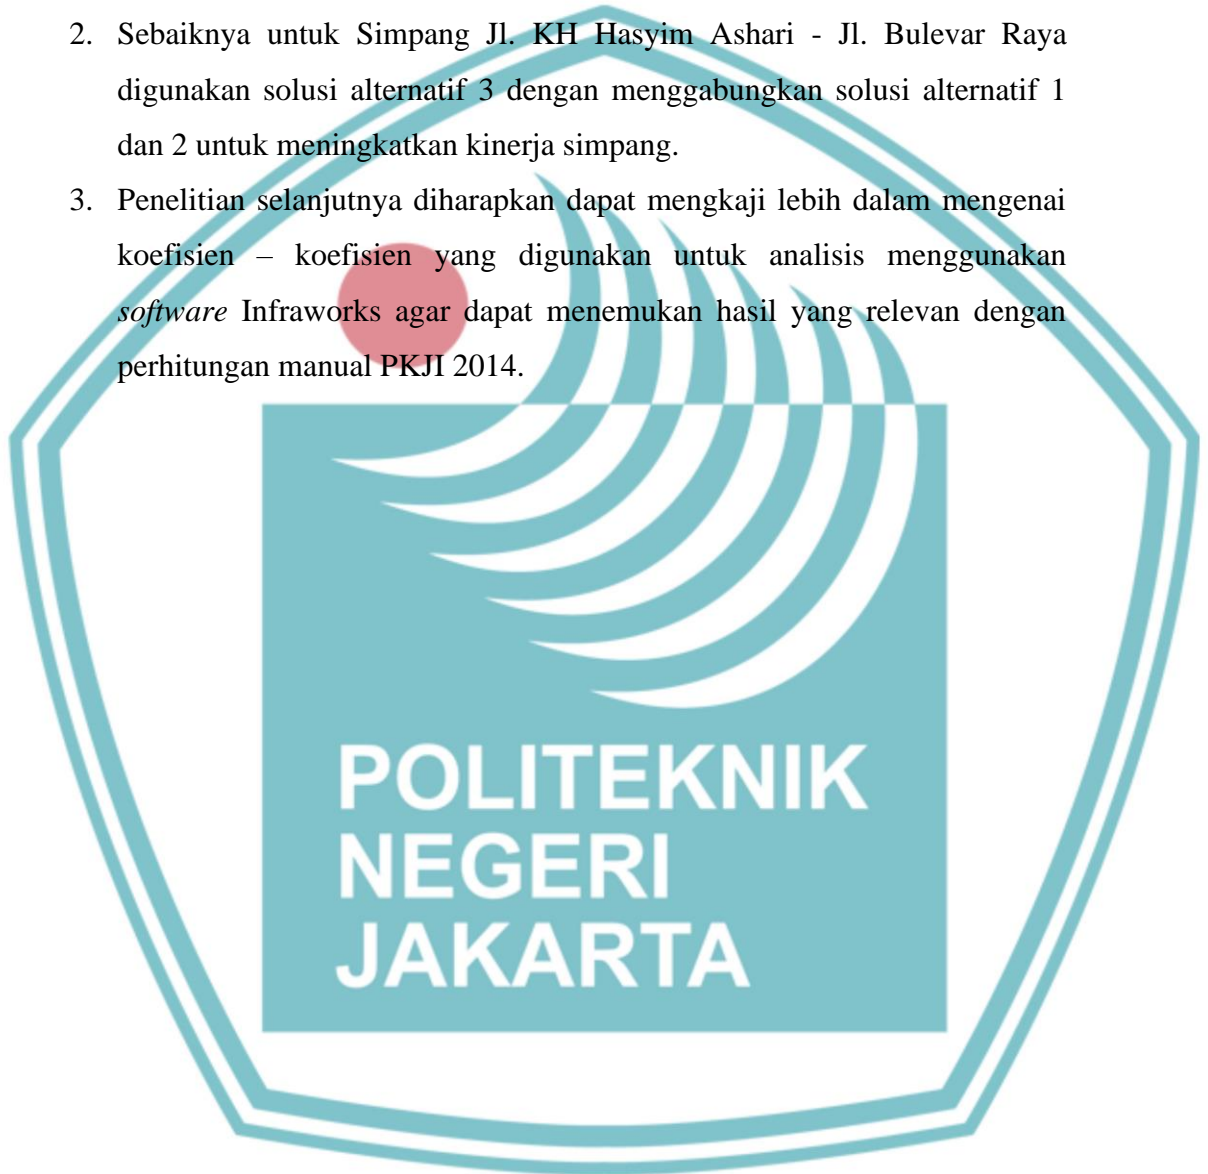 2. Sebaiknya untuk Simpang Jl. KH Hasyim Ashari - Jl. Bulevar Raya
digunakan solusi alternatif 3 dengan menggabungkan solusi alternatif 1
dan 2 untuk meningkatkan kinerja simpang.
3. Penelitian selanjutnya diharapkan dapat mengkaji lebih dalam mengenai
koefisien – koefisien yang digunakan untuk analisis menggunakan
software Infraworks agar dapat menemukan hasil yang relevan dengan
perhitungan manual PKJI 2014.
POLITEKNIK
NEGERI
JAKARTA